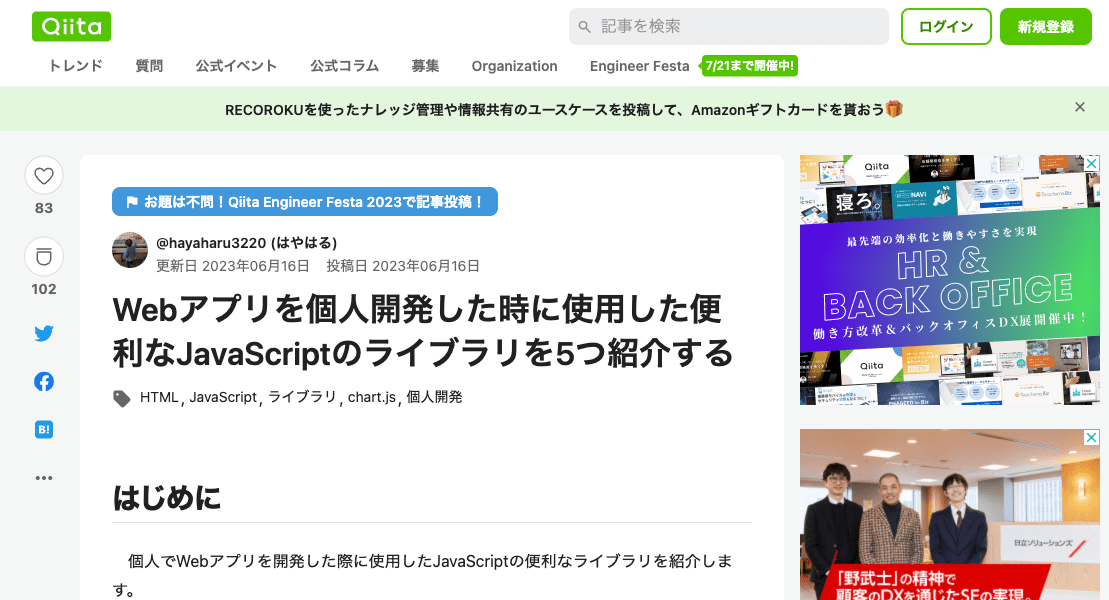 Qiita
記事を検索
ログイン
新規登録
トレンド 質問 公式イベント 公式コラム 募集 Organization Engineer Festa 7/21まで開催中!
RECOROKUを使ったナレッジ管理や情報共有のユースケースを投稿して、Amazonギフトカードを貰おう🎁
83
102
B!
お題は不問！Qiita Engineer Festa 2023で記事投稿！
@hayaharu3220 (はやはる)
更新日 2023年06月16日 投稿日 2023年06月16日
Webアプリを個人開発した時に使用した便
利なJavaScriptのライブラリを5つ紹介する
HTML, JavaScript, ライブラリ, chart.js, 個人開発
はじめに
個人でWebアプリを開発した際に使用したJavaScriptの便利なライブラリを紹介しま
す。
Qiita
寝ろ。
NAVI
最先端の効率化と働きやすさを実現
HR &
BACK OFFICE
働き方改革＆バックオフィスDX展開催中！
Qiita
日立ソリューションズ
「野武士」の精神で
顧客のDXを通じたSEの実現。